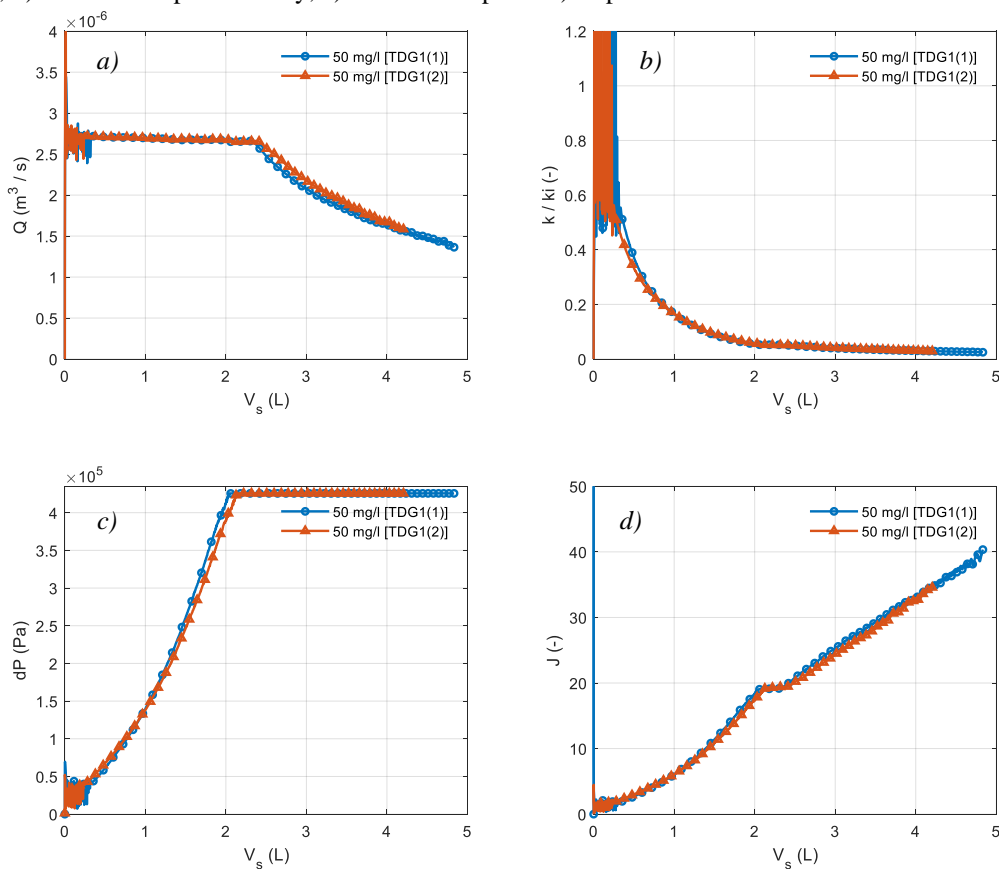 ×10⁻⁶
4
3.5
3
2.5
2
1.5
1
0.5
0
Q (m³ / s)
a)
50 mg/l [TDG1(1)]
50 mg/l [TDG1(2)]
0 1 2 3 4 5
V_s (L)
1.2
1
0.8
0.6
0.4
0.2
0
k / ki (-)
b)
50 mg/l [TDG1(1)]
50 mg/l [TDG1(2)]
0 1 2 3 4 5
V_s (L)
×10⁵
4
3.5
3
2.5
2
1.5
1
0.5
0
dP (Pa)
c)
50 mg/l [TDG1(1)]
50 mg/l [TDG1(2)]
0 1 2 3 4 5
V_s (L)
50
40
30
20
10
0
J (-)
d)
50 mg/l [TDG1(1)]
50 mg/l [TDG1(2)]
0 1 2 3 4 5
V_s (L)